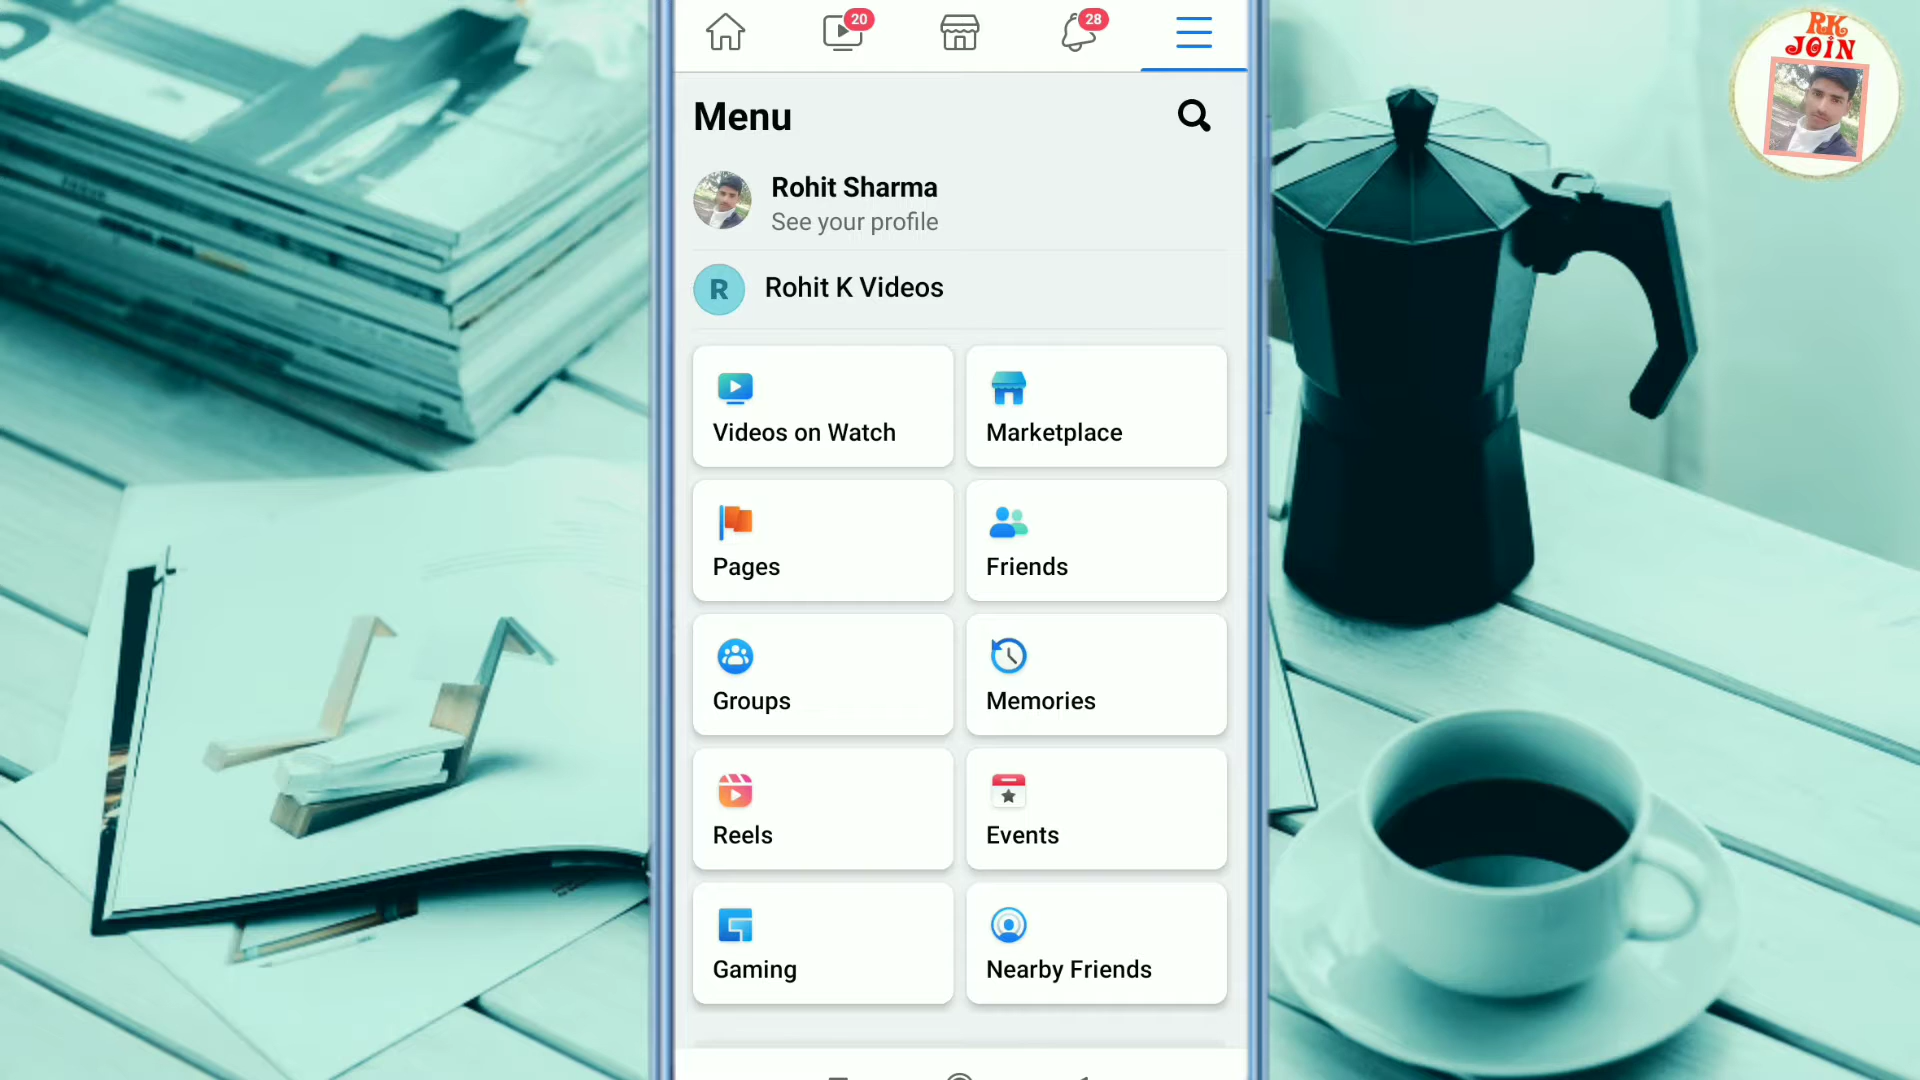 20
28
RK
JOIN
Menu
Rohit Sharma
See your profile
R
Rohit K Videos
Videos on Watch
Marketplace
Pages
Friends
Groups
Memories
Reels
Events
Gaming
Nearby Friends